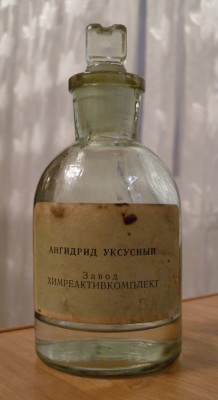 АНГИДРИД УКСУСНЫЙ
Завод
ХИМРЕАКТИВКОМПЛЕКТ